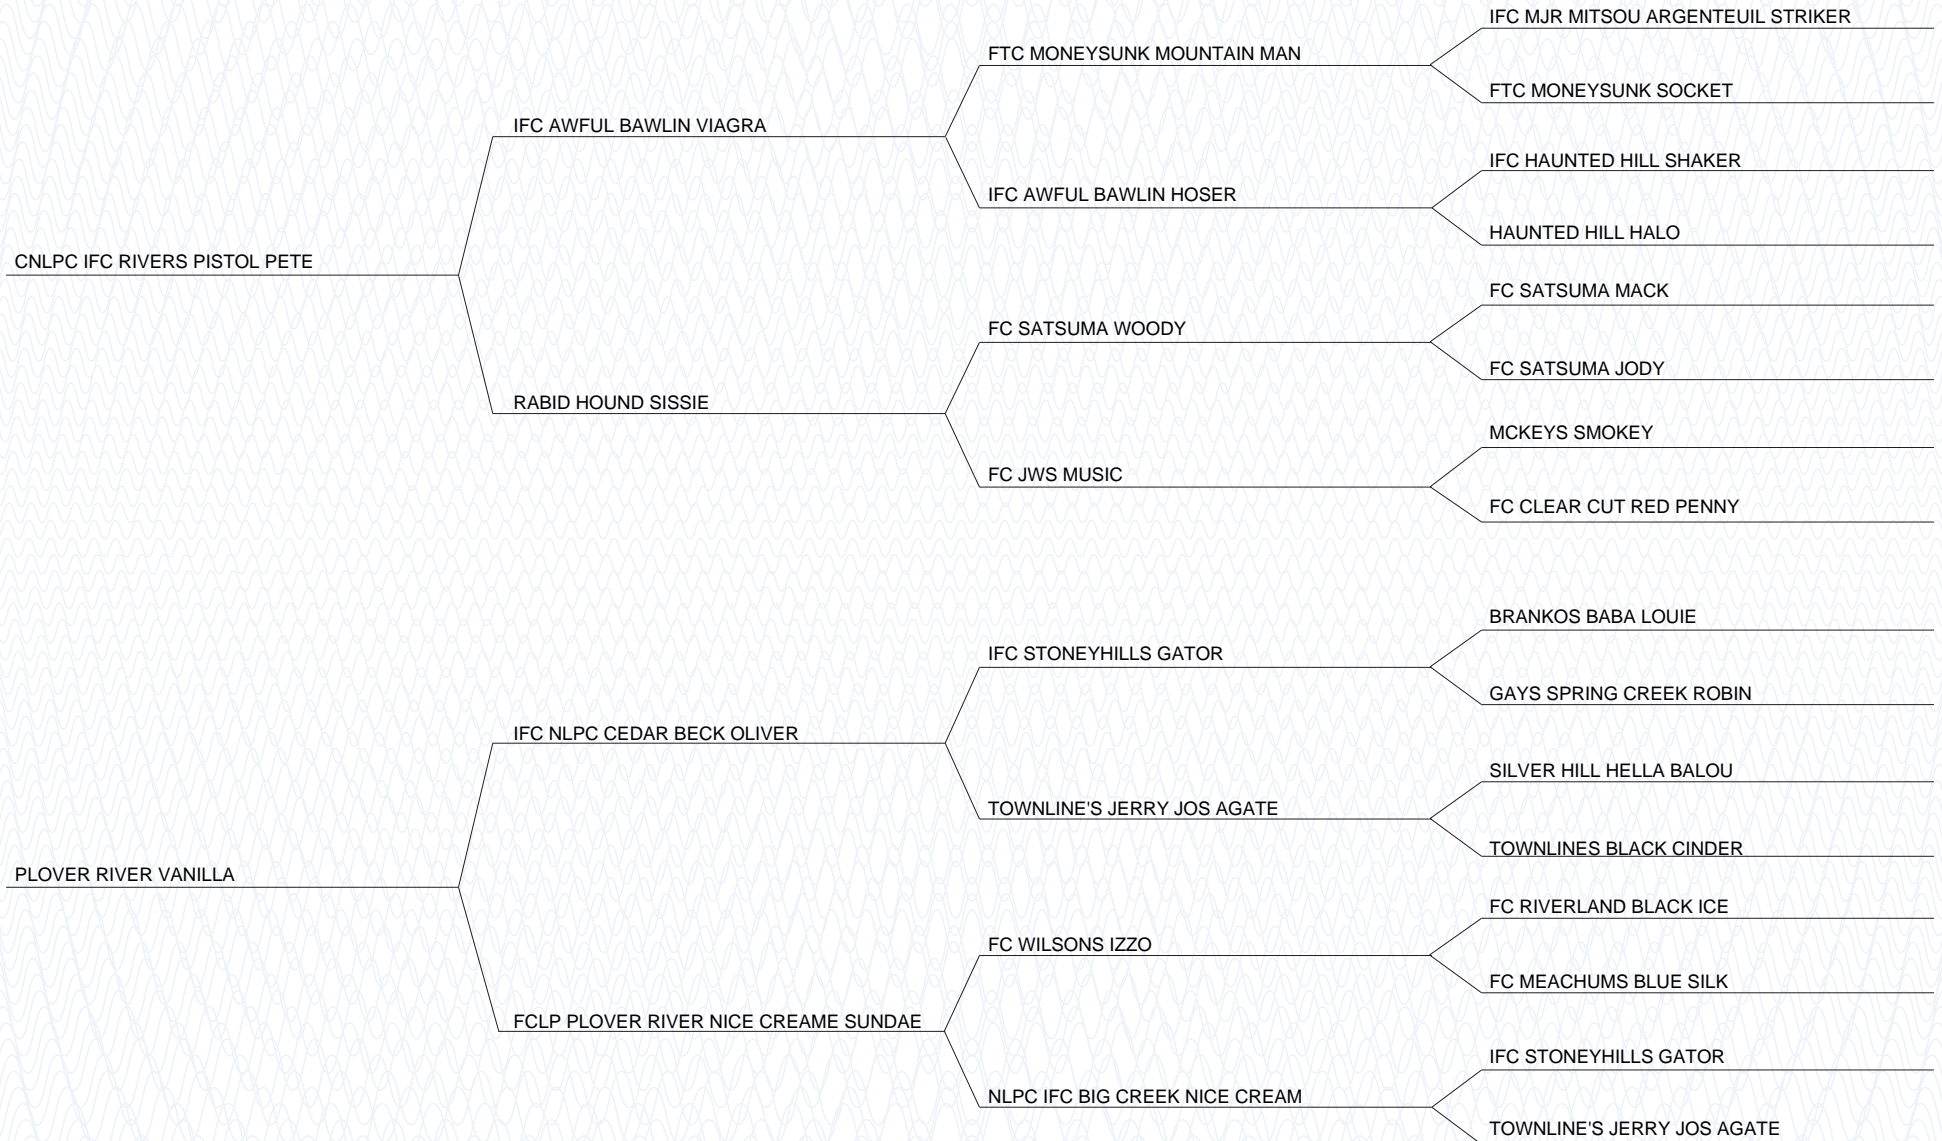 IFC MJR MITSOU ARGENTEUIL STRIKER
FTC MONEYSUNK MOUNTAIN MAN
FTC MONEYSUNK SOCKET
IFC AWFUL BAWLIN VIAGRA
IFC HAUNTED HILL SHAKER
IFC AWFUL BAWLIN HOSER
HAUNTED HILL HALO
CNLPC IFC RIVERS PISTOL PETE
FC SATSUMA MACK
FC SATSUMA WOODY
FC SATSUMA JODY
RABID HOUND SISSIE
MCKEYS SMOKEY
FC JWS MUSIC
FC CLEAR CUT RED PENNY
BRANKOS BABA LOUIE
IFC STONEYHILLS GATOR
GAYS SPRING CREEK ROBIN
IFC NLPC CEDAR BECK OLIVER
SILVER HILL HELLA BALOU
TOWNLINE'S JERRY JOS AGATE
TOWNLINES BLACK CINDER
PLOVER RIVER VANILLA
FC RIVERLAND BLACK ICE
FC WILSONS IZZO
FC MEACHUMS BLUE SILK
FCLP PLOVER RIVER NICE CREAME SUNDAE
IFC STONEYHILLS GATOR
NLPC IFC BIG CREEK NICE CREAM
TOWNLINE'S JERRY JOS AGATE